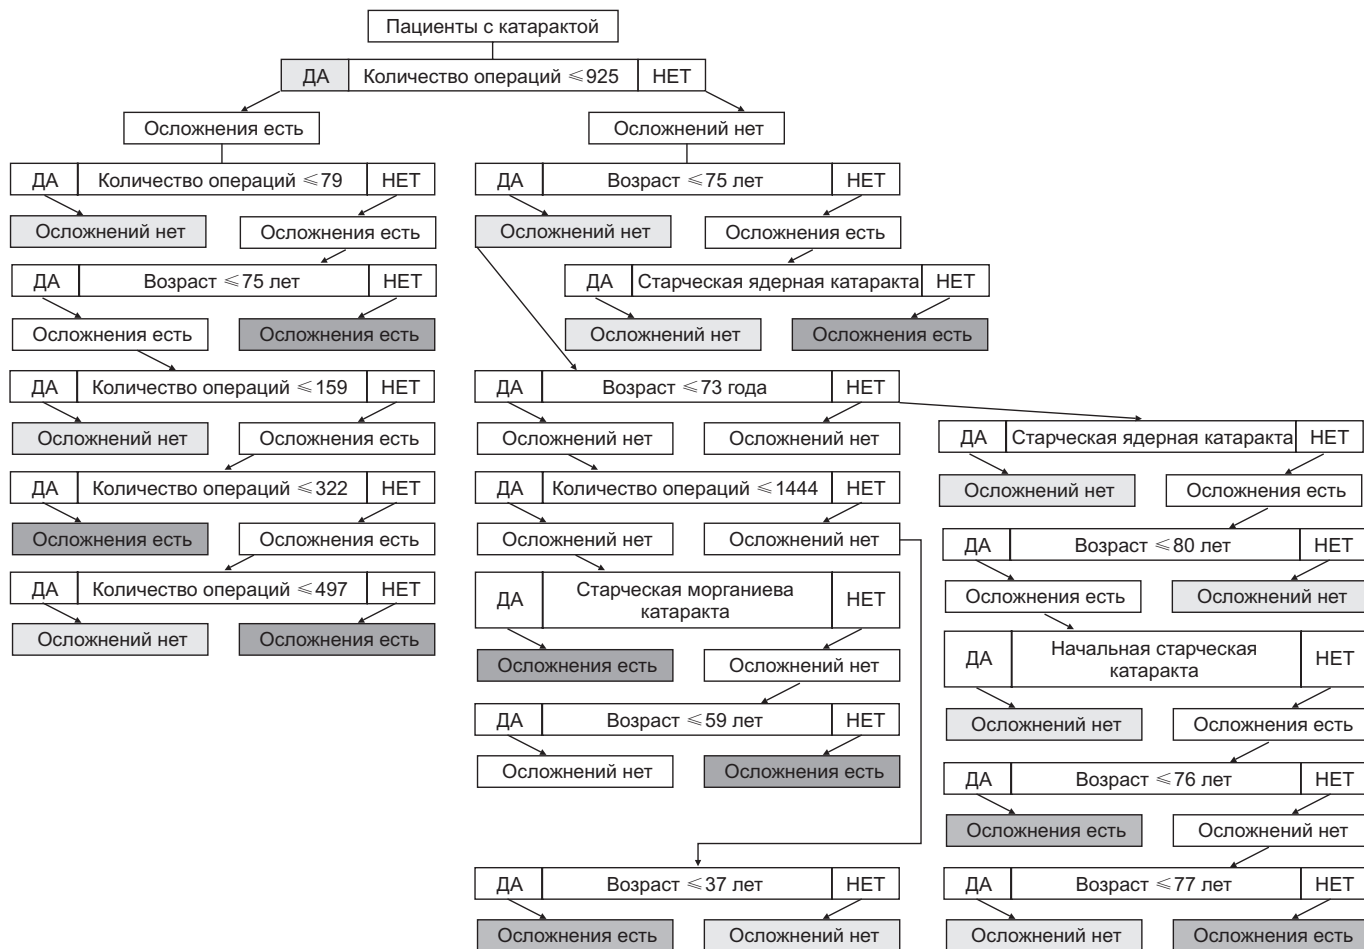 Пациенты с катарактой
ДА Количество операций ⩽925 НЕТ
Осложнения есть
Осложнений нет
ДА Количество операций ⩽79 НЕТ
Осложнений нет
Осложнения есть
ДА Возраст ⩽75 лет НЕТ
Осложнения есть
Осложнения есть
ДА Количество операций ⩽159 НЕТ
Осложнений нет
Осложнения есть
ДА Количество операций ⩽322 НЕТ
Осложнения есть
Осложнения есть
ДА Количество операций ⩽497 НЕТ
Осложнений нет
Осложнения есть
ДА Возраст ⩽75 лет НЕТ
Осложнений нет
Осложнения есть
ДА Старческая ядерная катаракта НЕТ
Осложнений нет
Осложнения есть
ДА Возраст ⩽73 года НЕТ
Осложнений нет
Осложнений нет
ДА Количество операций ⩽1444 НЕТ
Осложнений нет
Осложнений нет
ДА Старческая морганиева НЕТ
катаракта
Осложнения есть
Осложнений нет
ДА Возраст ⩽59 лет НЕТ
Осложнений нет
Осложнения есть
ДА Возраст ⩽37 лет НЕТ
Осложнения есть
Осложнений нет
ДА Старческая ядерная катаракта НЕТ
Осложнений нет
Осложнения есть
ДА Возраст ⩽80 лет НЕТ
Осложнения есть
Осложнений нет
ДА Начальная старческая НЕТ
катаракта
Осложнений нет
Осложнения есть
ДА Возраст ⩽76 лет НЕТ
Осложнения есть
Осложнений нет
ДА Возраст ⩽77 лет НЕТ
Осложнений нет
Осложнения есть